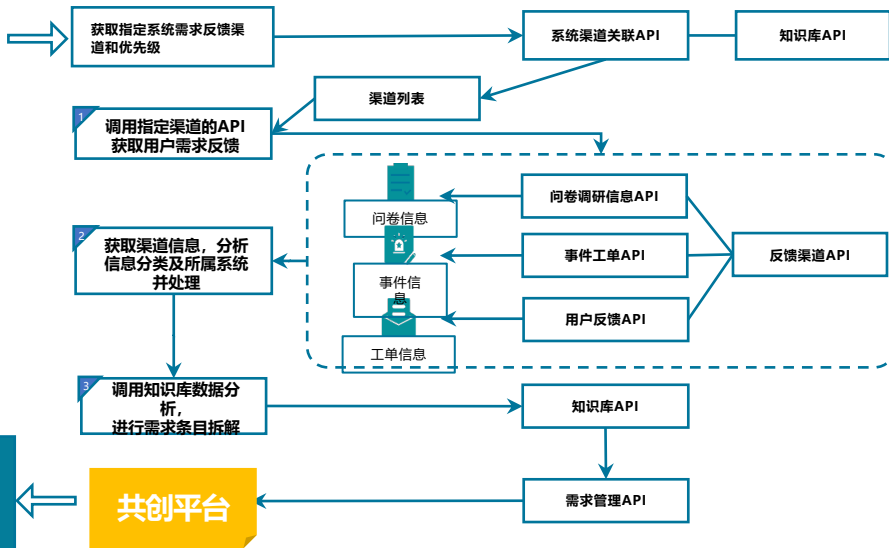 获取指定系统需求反馈渠
道和优先级
系统渠道关联API
知识库API
渠道列表
1
调用指定渠道的API
获取用户需求反馈
问卷信息
问卷调研信息API
2
获取渠道信息，分析
信息分类及所属系统
并处理
事件信
息
事件工单API
反馈渠道API
用户反馈API
工单信息
3
调用知识库数据分
析，
进行需求条目拆解
知识库API
共创平台
需求管理API